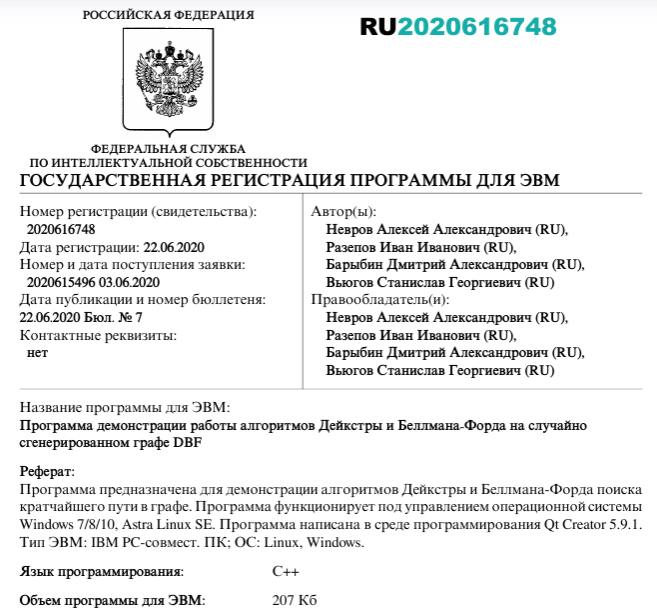 РОССИЙСКАЯ ФЕДЕРАЦИЯ
RU2020616748
ФЕДЕРАЛЬНАЯ СЛУЖБА
ПО ИНТЕЛЛЕКТУАЛЬНОЙ СОБСТВЕННОСТИ
ГОСУДАРСТВЕННАЯ РЕГИСТРАЦИЯ ПРОГРАММЫ ДЛЯ ЭВМ
Номер регистрации (свидетельства):
2020616748
Дата регистрации: 22.06.2020
Номер и дата поступления заявки:
2020615496 03.06.2020
Дата публикации и номер бюллетеня:
22.06.2020 Бюл. № 7
Контактные реквизиты:
нет
Автор(ы):
Невров Алексей Александрович (RU),
Разепов Иван Иванович (RU),
Барыбин Дмитрий Александрович (RU),
Вьюгов Станислав Георгиевич (RU)
Правообладатель(и):
Невров Алексей Александрович (RU),
Разепов Иван Иванович (RU),
Барыбин Дмитрий Александрович (RU),
Вьюгов Станислав Георгиевич (RU)
Название программы для ЭВМ:
Программа демонстрации работы алгоритмов Дейкстры и Беллмана-Форда на случайно
сгенерированном графе DBF
Реферат:
Программа предназначена для демонстрации алгоритмов Дейкстры и Беллмана-Форда поиска
кратчайшего пути в графе. Программа функционирует под управлением операционной системы
Windows 7/8/10, Astra Linux SE. Программа написана в среде программирования Qt Creator 5.9.1.
Тип ЭВМ: IBM PC-совмест. ПК; ОС: Linux, Windows.
Язык программирования: C++
Объем программы для ЭВМ: 207 Кб